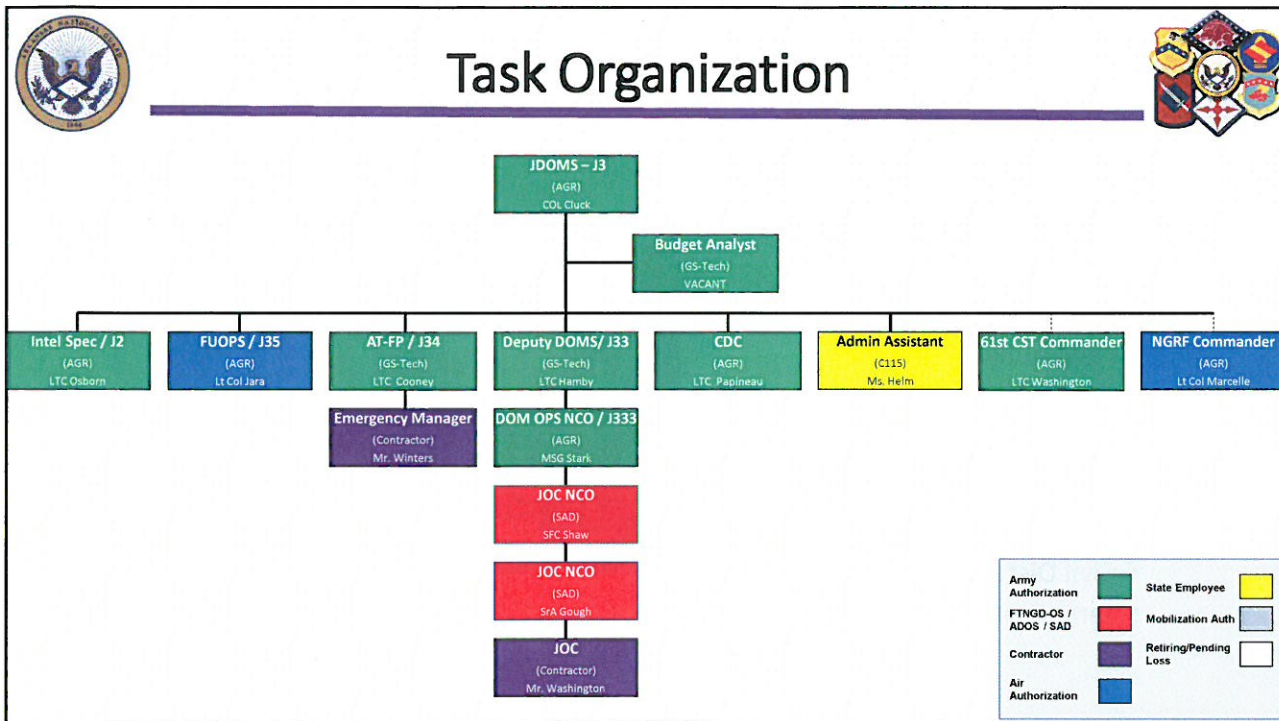 ARKANSAS NATIONAL GUARD
Task Organization
JDOMS – J3
(AGR)
COL Cluck
Budget Analyst
(GS-Tech)
VACANT
Intel Spec / J2
(AGR)
LTC Osborn
FUOPS / J35
(AGR)
Lt Col Jara
AT-FP / J34
(GS-Tech)
LTC Cooney
Deputy DOMS/ J33
(GS-Tech)
LTC Hamby
CDC
(AGR)
LTC Papineau
Admin Assistant
(C115)
Ms. Helm
61st CST Commander
(AGR)
LTC Washington
NGRF Commander
(AGR)
Lt Col Marcelle
Emergency Manager
(Contractor)
Mr. Winters
DOM OPS NCO / J333
(AGR)
MSG Stark
JOC NCO
(SAD)
SFC Shaw
JOC NCO
(SAD)
SrA Gough
JOC
(Contractor)
Mr. Washington
Army
Authorization
State Employee
FTNGD-OS /
ADOS / SAD
Mobilization Auth
Contractor
Retiring/Pending
Loss
Air
Authorization